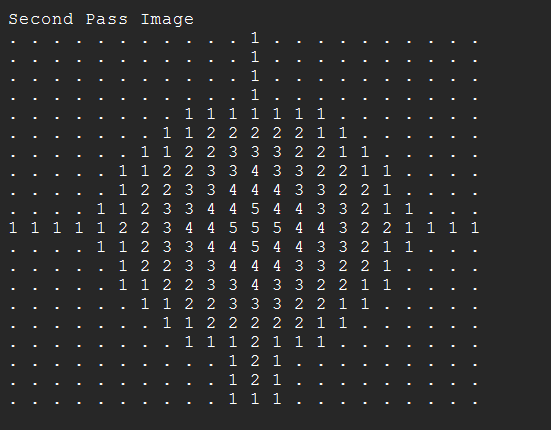 Second Pass Image
. . . . . . . . . . . 1 . . . . . . . . . .
. . . . . . . . . . . 1 . . . . . . . . . .
. . . . . . . . . . . 1 . . . . . . . . . .
. . . . . . . . . . . 1 . . . . . . . . . .
. . . . . . . . 1 1 1 1 1 1 1 . . . . . . .
. . . . . . . 1 1 2 2 2 2 2 1 1 . . . . . .
. . . . . . 1 1 2 2 3 3 3 2 2 1 1 . . . . .
. . . . . 1 1 2 2 3 3 4 3 3 2 2 1 1 . . . .
. . . . . 1 2 2 3 3 4 4 4 3 3 2 2 1 . . . .
. . . . 1 1 2 3 3 4 4 5 4 4 3 3 2 1 1 . . .
1 1 1 1 1 2 2 3 4 4 5 5 5 4 4 3 2 2 1 1 1 1
. . . . 1 1 2 3 3 4 4 5 4 4 3 3 2 1 1 . . .
. . . . . 1 2 2 3 3 4 4 4 3 3 2 2 1 . . . .
. . . . . 1 1 2 2 3 3 4 3 3 2 2 1 1 . . . .
. . . . . . 1 1 2 2 3 3 3 2 2 1 1 . . . . .
. . . . . . . 1 1 2 2 2 2 2 1 1 . . . . . .
. . . . . . . . 1 1 1 2 1 1 1 . . . . . . .
. . . . . . . . . . 1 2 1 . . . . . . . . .
. . . . . . . . . . 1 2 1 . . . . . . . . .
. . . . . . . . . . 1 1 1 . . . . . . . . .